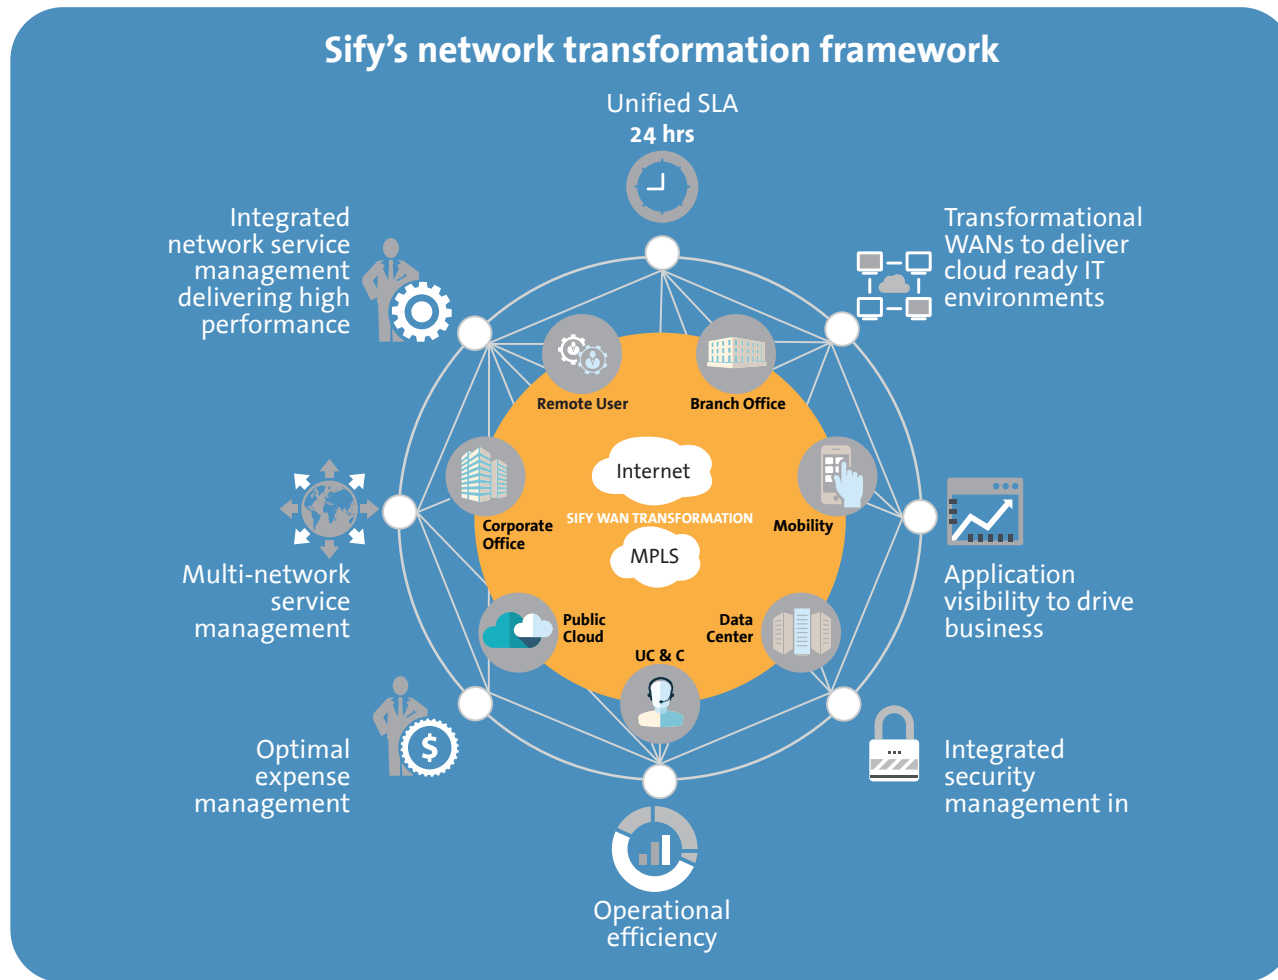 Sify’s network transformation framework
Unified SLA
24 hrs
Integrated
network service
management
delivering high
performance
Transformational
WANs to deliver
cloud ready IT
environments
Remote User
Branch Office
Internet
SIFY WAN TRANSFORMATION
MPLS
Corporate
Office
Mobility
Public
Cloud
Data
Center
UC & C
Multi-network
service
management
Application
visibility to drive
business
$
Optimal
expense
management
Integrated
security
management in
Operational
efficiency